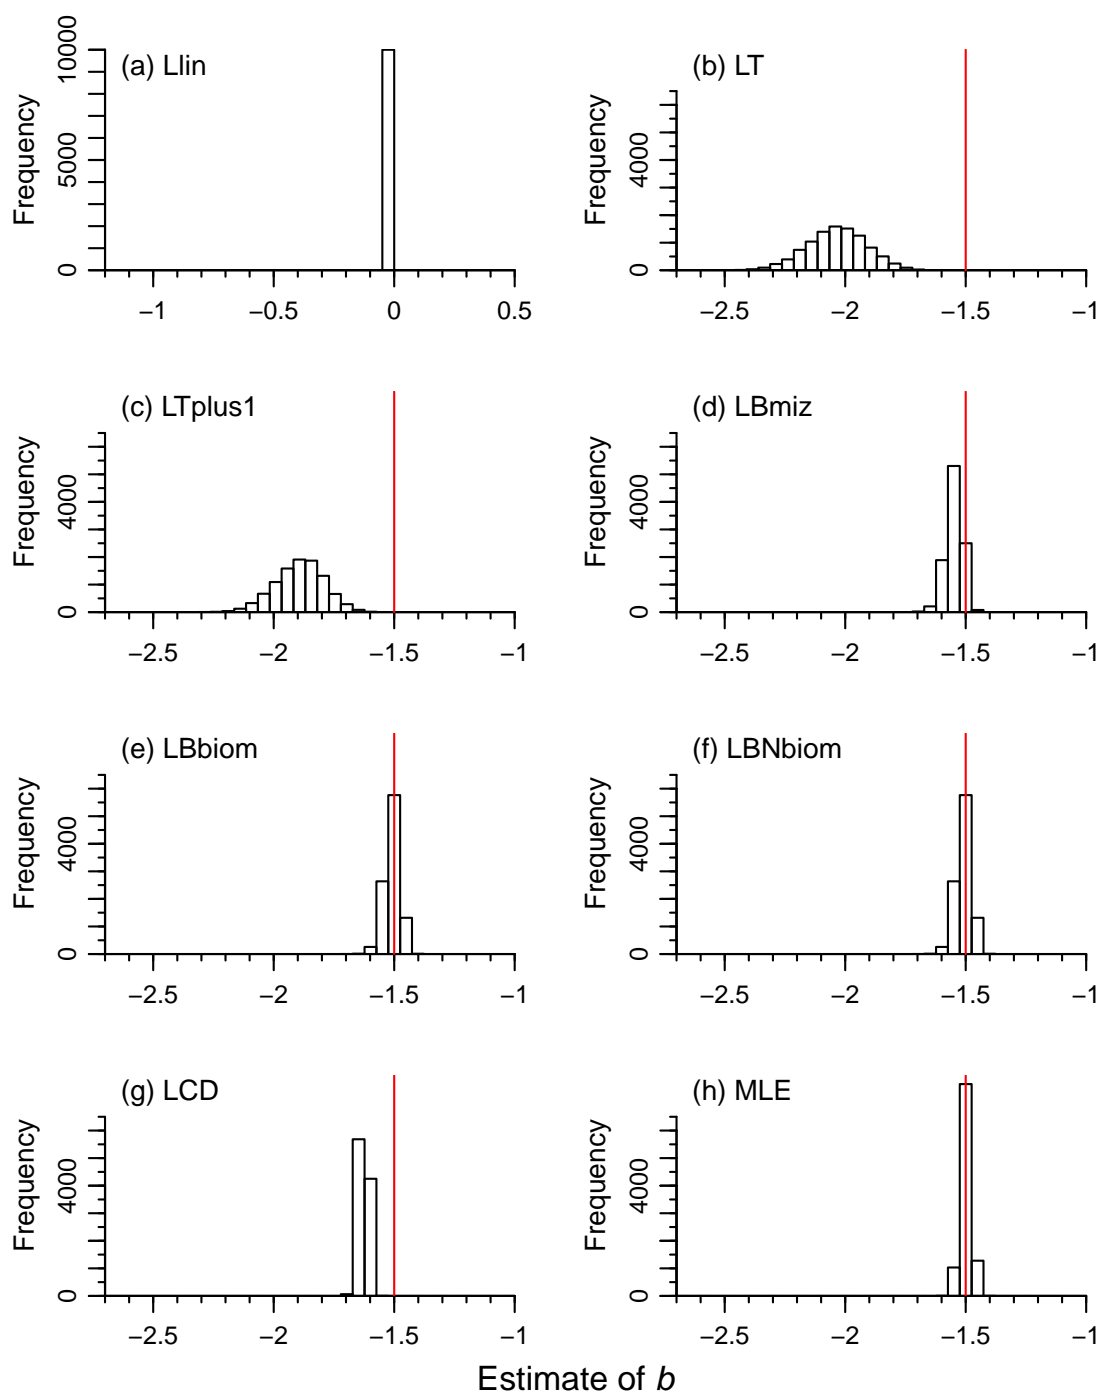 (a) Llin
Frequency
0 5000 10000
−1 −0.5 0 0.5
(b) LT
Frequency
0 4000
−2.5 −2 −1.5 −1
(c) LTplus1
Frequency
0 4000
−2.5 −2 −1.5 −1
(d) LBmiz
Frequency
0 4000
−2.5 −2 −1.5 −1
(e) LBbiom
Frequency
0 4000
−2.5 −2 −1.5 −1
(f) LBNbiom
Frequency
0 4000
−2.5 −2 −1.5 −1
(g) LCD
Frequency
0 4000
−2.5 −2 −1.5 −1
(h) MLE
Frequency
0 4000
−2.5 −2 −1.5 −1
Estimate of b